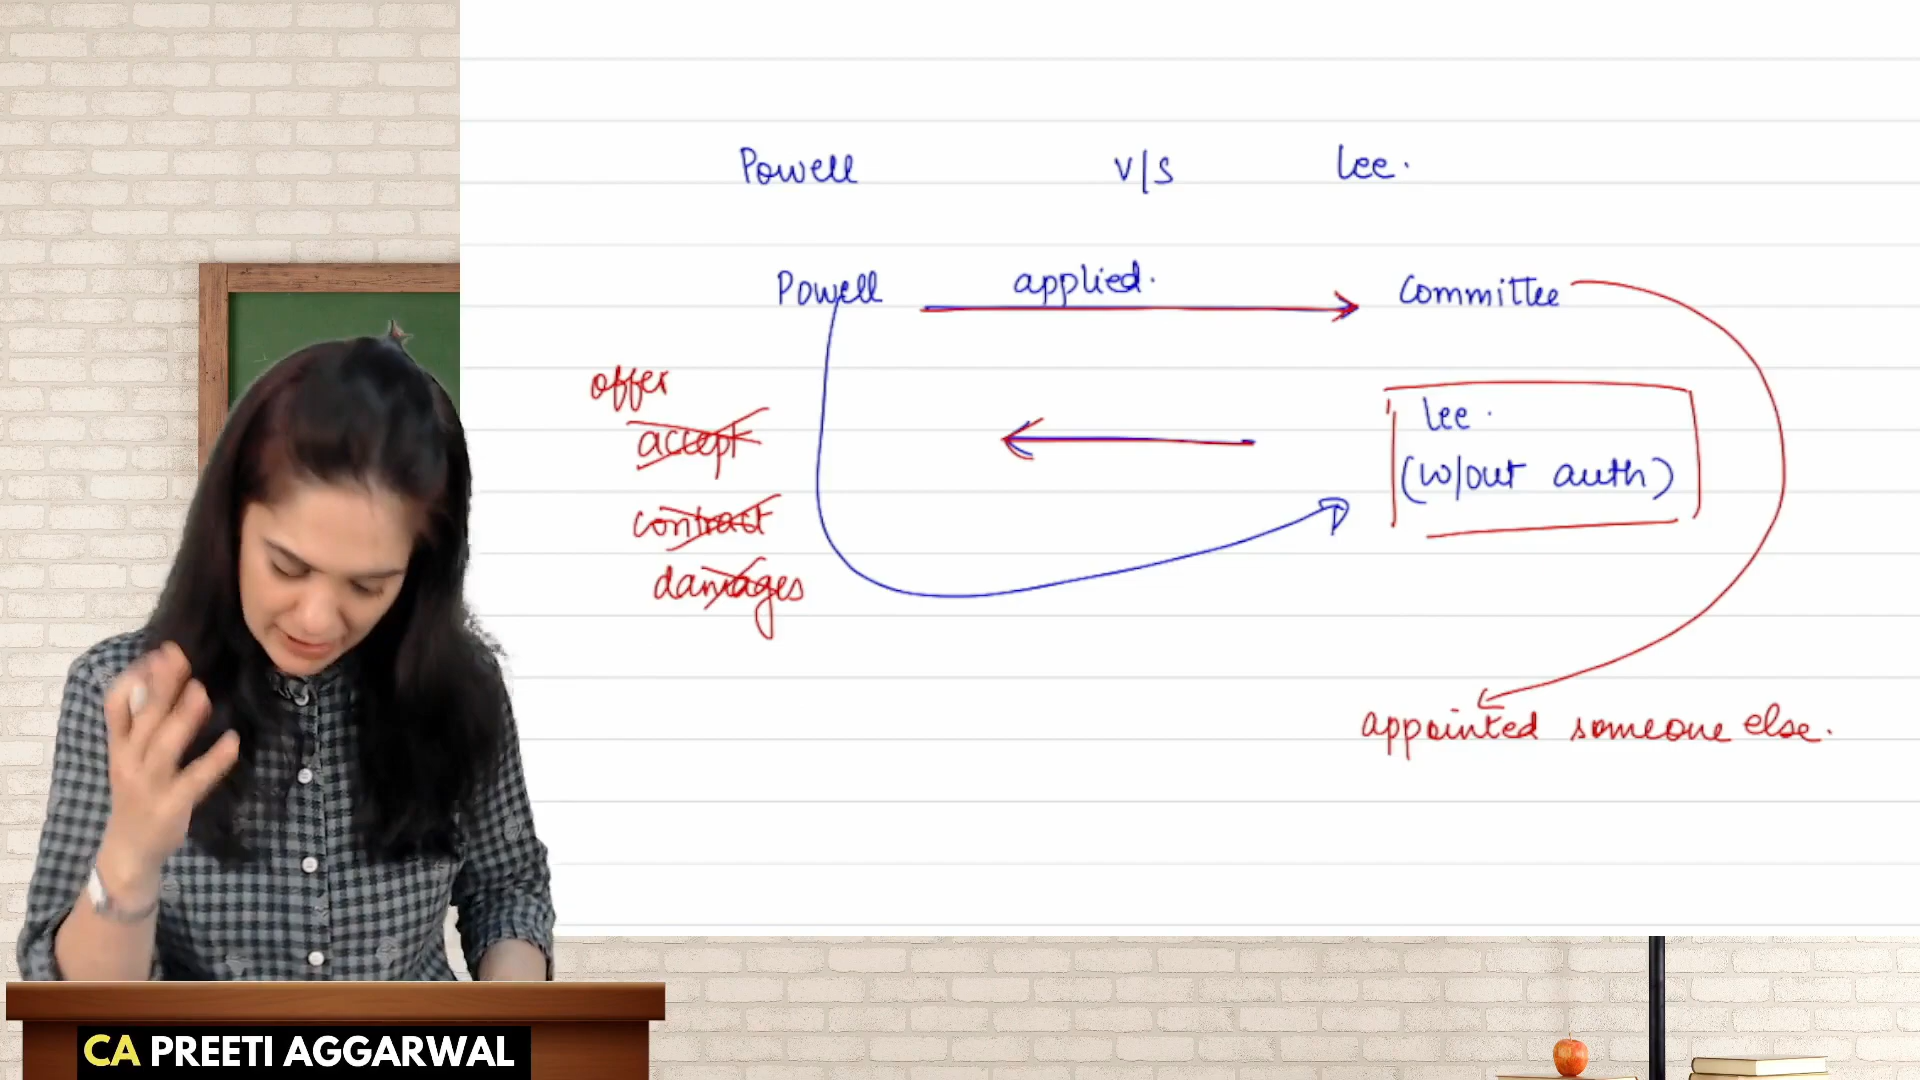 Powell v/s Lee.
Powell applied. Committee
offer
accept
Lee.
(w/out auth)
contract
damages
appointed someone else.
CA PREETI AGGARWAL